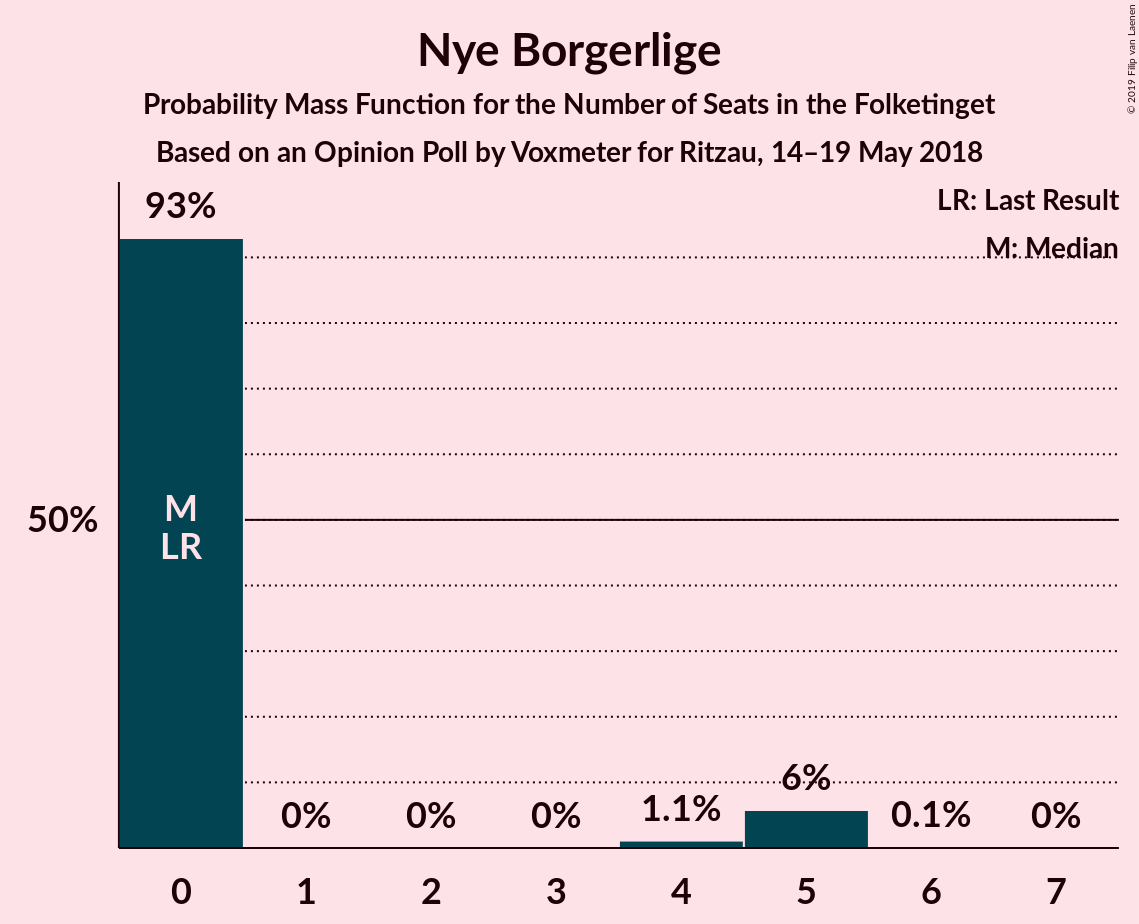 Nye Borgerlige
Probability Mass Function for the Number of Seats in the Folketinget
Based on an Opinion Poll by Voxmeter for Ritzau, 14–19 May 2018
© 2019 Filip van Laenen
LR: Last Result
M: Median
93%
50%
M
LR
0%
0%
0%
1.1%
6%
0.1%
0%
0
1
2
3
4
5
6
7